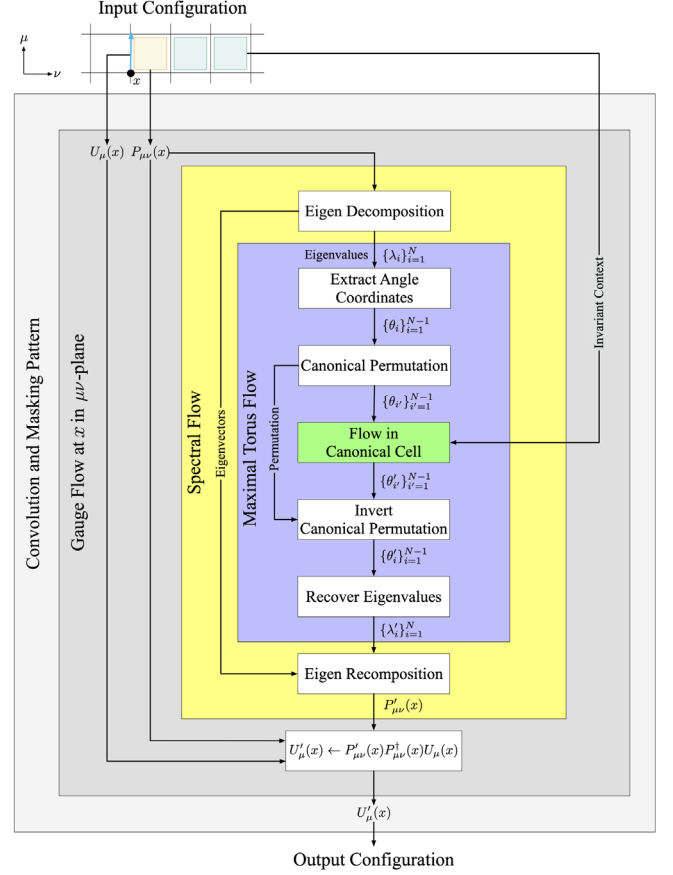 Input Configuration
μ
ν
x
U_μ(x)
P_μν(x)
Eigen Decomposition
Eigenvalues
{λ_i}_{i=1}^N
Extract Angle
Coordinates
{θ_i}_{i=1}^{N−1}
Canonical Permutation
{θ_{i'}}_{i'=1}^{N−1}
Flow in
Canonical Cell
{θ'_{i'}}_{i'=1}^{N−1}
Invert
Canonical Permutation
{θ'_i}_{i=1}^{N−1}
Recover Eigenvalues
{λ'_i}_{i=1}^N
Eigen Recomposition
P'_μν(x)
U'_μ(x) ← P'_μν(x)P†_μν(x)U_μ(x)
U'_μ(x)
Output Configuration
Convolution and Masking Pattern
Gauge Flow at x in μν-plane
Spectral Flow
Eigenvectors
Maximal Torus Flow
Permutation
Invariant Context